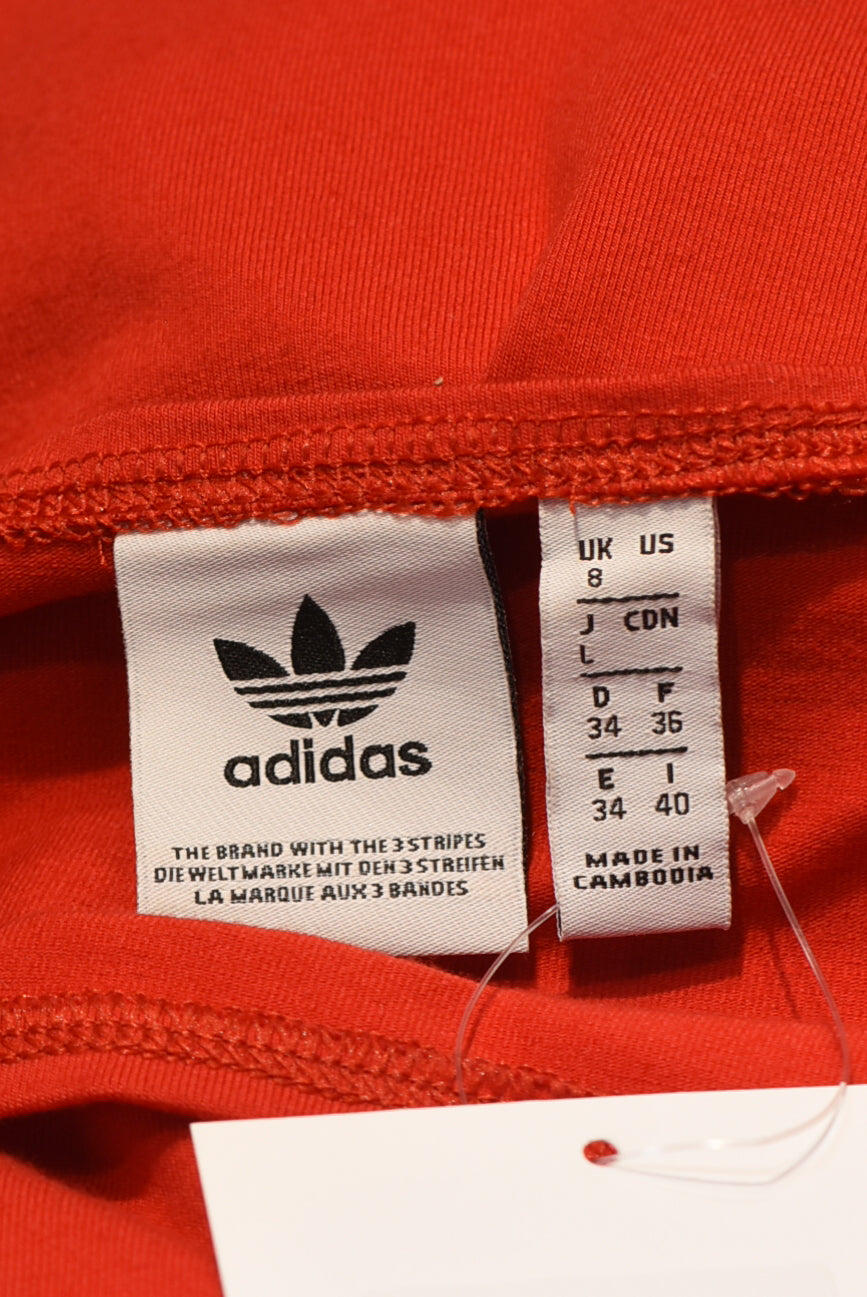 adidas
THE BRAND WITH THE 3 STRIPES
DIE WELTMARKE MIT DEN 3 STREIFEN
LA MARQUE AUX 3 BANDES
UK US
8
J CDN
L
D F
34 36
E I
34 40
MADE IN
CAMBODIA